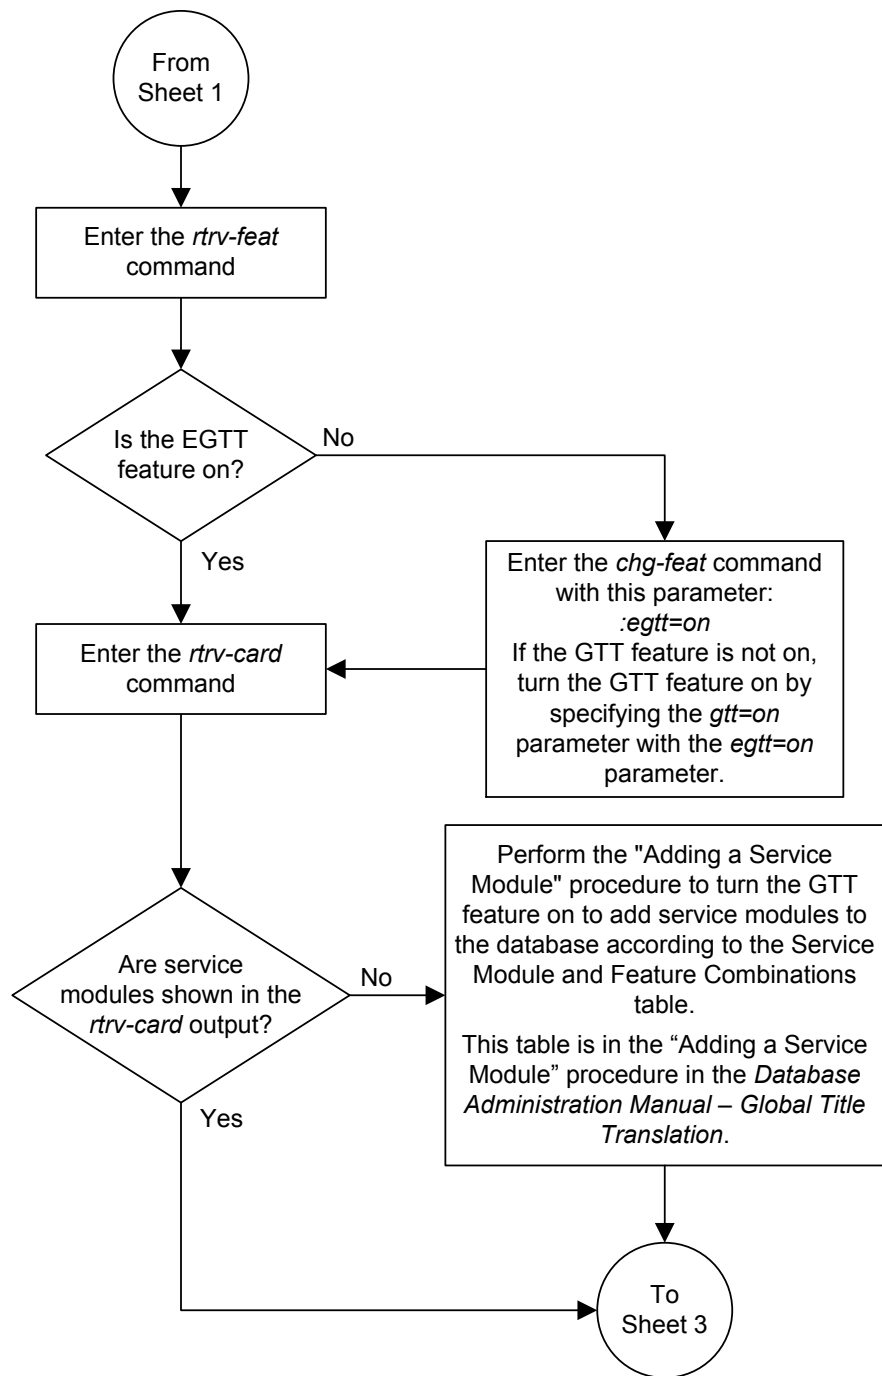 From
Sheet 1
Enter the rtrv-feat
command
Is the EGTT
feature on?
No
Yes
Enter the chg-feat command
with this parameter:
:egtt=on
If the GTT feature is not on,
turn the GTT feature on by
specifying the gtt=on
parameter with the egtt=on
parameter.
Enter the rtrv-card
command
Are service
modules shown in the
rtrv-card output?
No
Yes
Perform the "Adding a Service
Module" procedure to turn the GTT
feature on to add service modules to
the database according to the Service
Module and Feature Combinations
table.
This table is in the “Adding a Service
Module” procedure in the Database
Administration Manual – Global Title
Translation.
To
Sheet 3